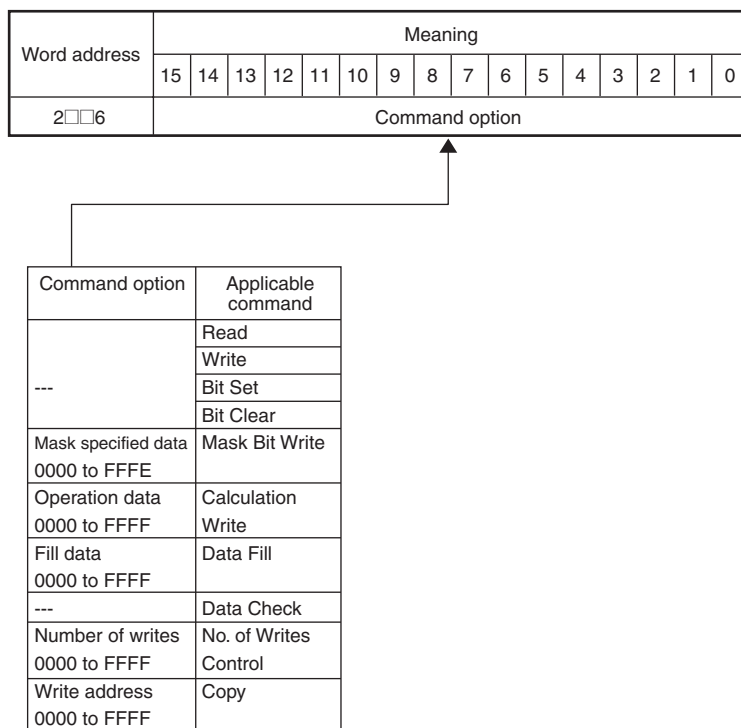 Word address Meaning
15 14 13 12 11 10 9 8 7 6 5 4 3 2 1 0
2□□6 Command option
Command option Applicable
command
Read
Write
--- Bit Set
Bit Clear
Mask specified data Mask Bit Write
0000 to FFFE
Operation data Calculation
0000 to FFFF Write
Fill data Data Fill
0000 to FFFF
--- Data Check
Number of writes No. of Writes
0000 to FFFF Control
Write address Copy
0000 to FFFF